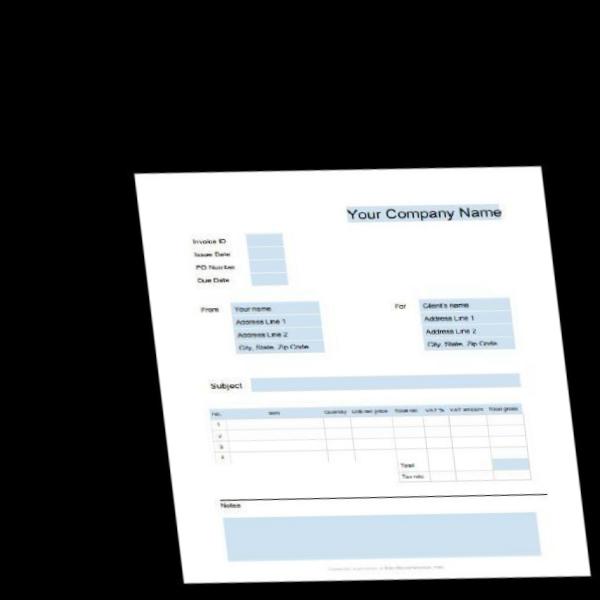 Your Company Name
Invoice ID
Issue Date
PO Number
Due Date
From Your name For Client's name
Address Line 1 Address Line 1
Address Line 2 Address Line 2
City, State, Zip Code City, State, Zip Code
Subject
No. Item Quantity Unit net price Total net VAT % VAT amount Total gross
1
2
3
4
Total
Tax rate
Notes